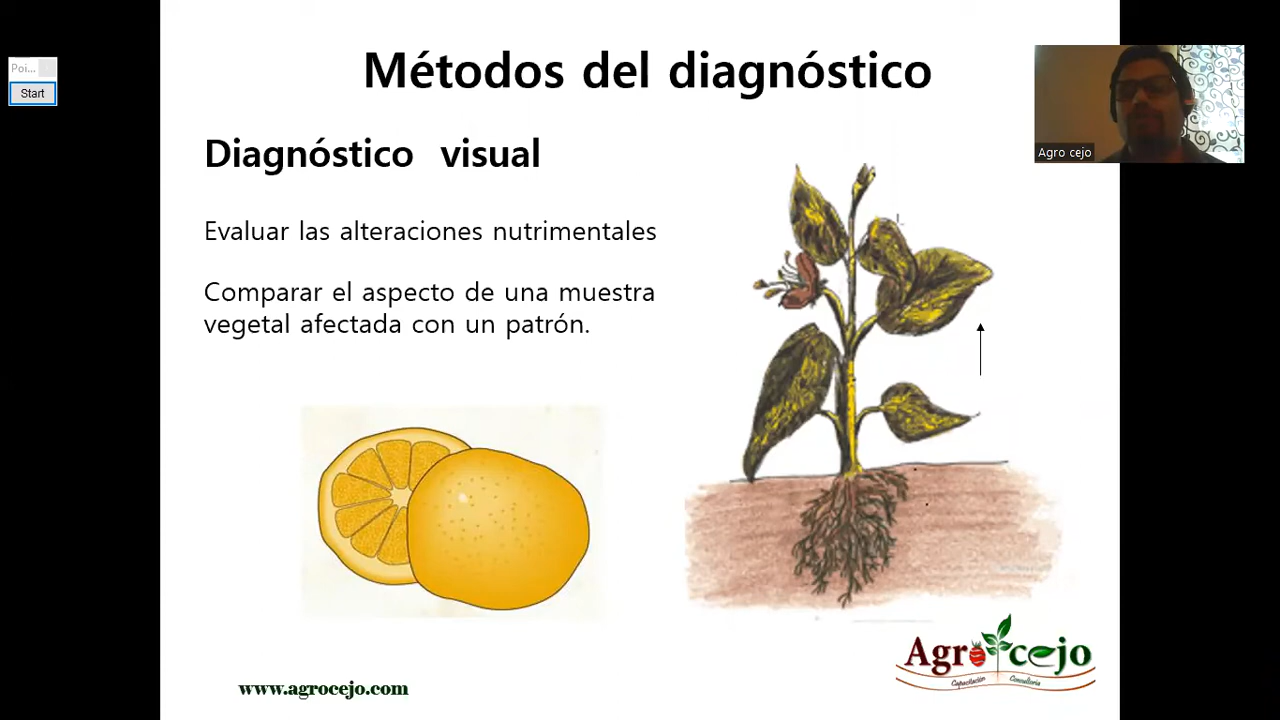 Métodos del diagnóstico
Poi...
Start
Agro cejo
Diagnóstico visual
Evaluar las alteraciones nutrimentales
Comparar el aspecto de una muestra
vegetal afectada con un patrón.
Agrocejo
Capacitación Consultoría
www.agrocejo.com